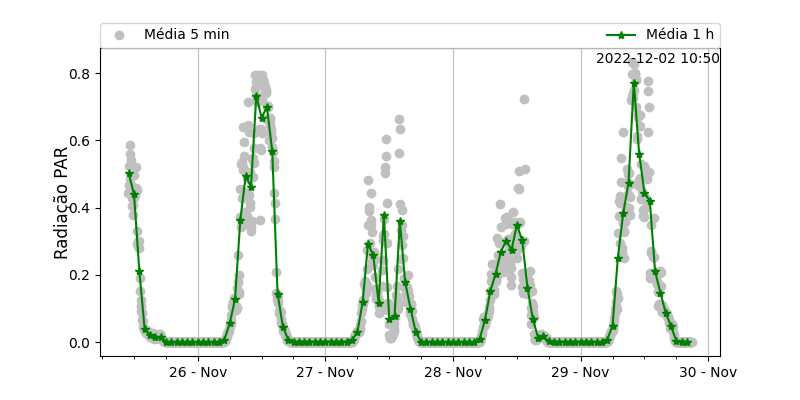 Média 5 min
Média 1 h
2022-12-02 10:50
Radiação PAR
0.8
0.6
0.4
0.2
0.0
26 - Nov
27 - Nov
28 - Nov
29 - Nov
30 - Nov